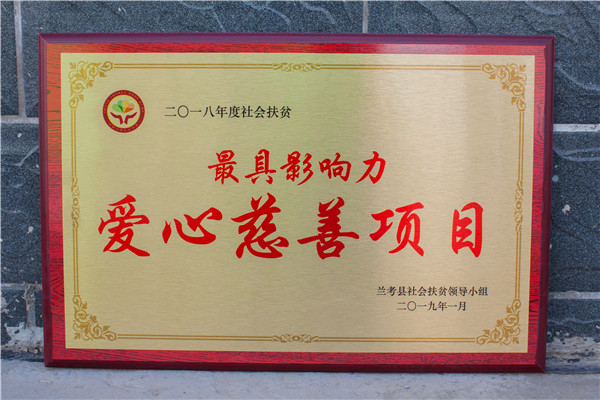 二〇一八年度社会扶贫
最具影响力
爱心慈善项目
兰考县社会扶贫领导小组
二〇一九年一月